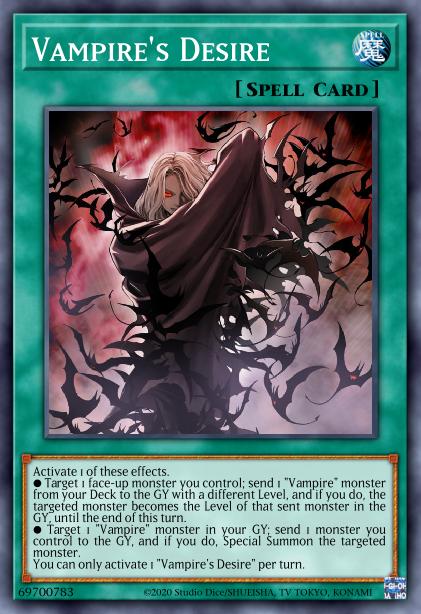 VAMPIRE'S DESIRE
SPELL
魔
[SPELL CARD]
Activate 1 of these effects.
● Target 1 face-up monster you control; send 1 "Vampire" monster
from your Deck to the GY with a different Level, and if you do, the
targeted monster becomes the Level of that sent monster in the
GY, until the end of this turn.
● Target 1 "Vampire" monster in your GY; send 1 monster you
control to the GY, and if you do, Special Summon the targeted
monster.
You can only activate 1 "Vampire's Desire" per turn.
69700783
©2020 Studio Dice/SHUEISHA, TV TOKYO, KONAMI